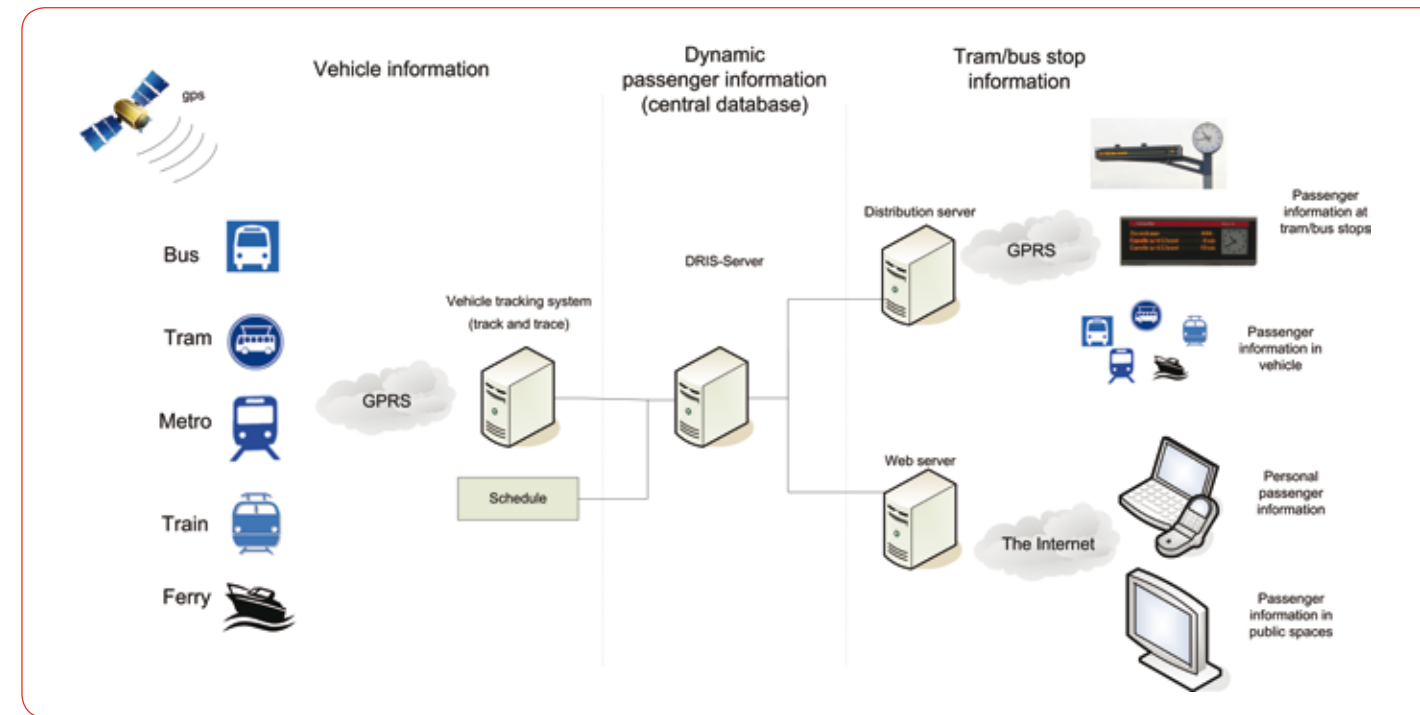 gps
Vehicle information
Dynamic
passenger information
(central database)
Tram/bus stop
information
Bus
Tram
Metro
Train
Ferry
GPRS
Vehicle tracking system
(track and trace)
Schedule
DRIS-Server
Distribution server
GPRS
Passenger
information at
tram/bus stops
Passenger
information in
vehicle
Web server
The Internet
Personal
passenger
information
Passenger
information in
public spaces